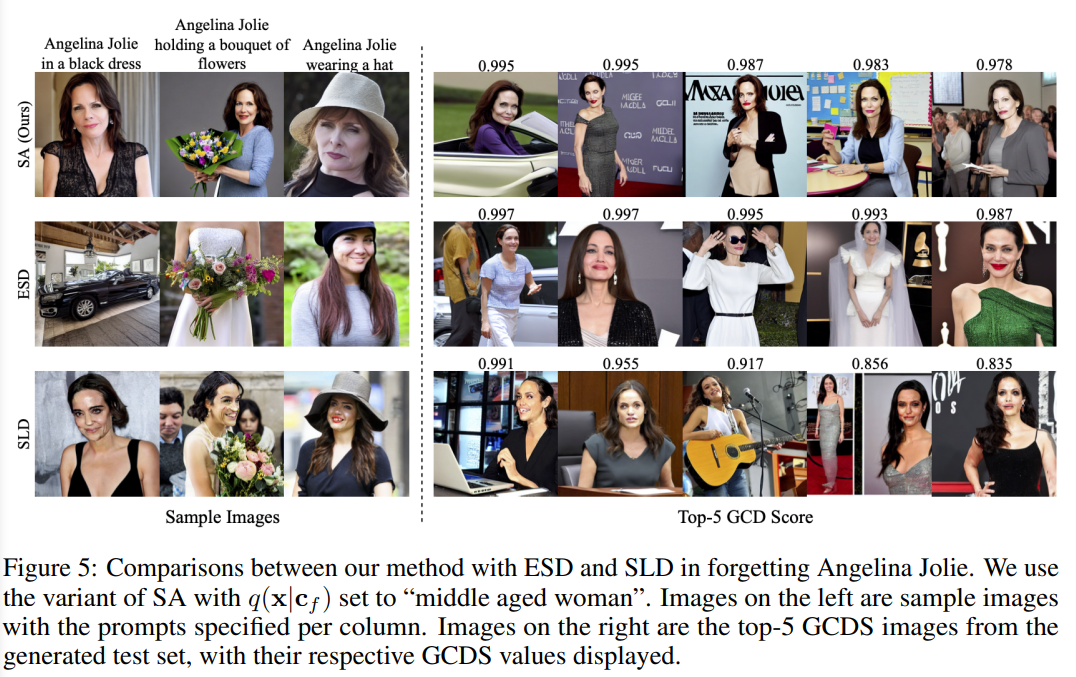 Angelina Jolie
in a black dress
Angelina Jolie
holding a bouquet of
flowers
Angelina Jolie
wearing a hat
SA (Ours)
0.995
0.995
0.987
0.983
0.978
ESD
0.997
0.997
0.995
0.993
0.987
SLD
0.991
0.955
0.917
0.856
0.835
Sample Images
Top-5 GCD Score
Figure 5: Comparisons between our method with ESD and SLD in forgetting Angelina Jolie. We use
the variant of SA with q(x|c_f) set to “middle aged woman”. Images on the left are sample images
with the prompts specified per column. Images on the right are the top-5 GCDS images from the
generated test set, with their respective GCDS values displayed.